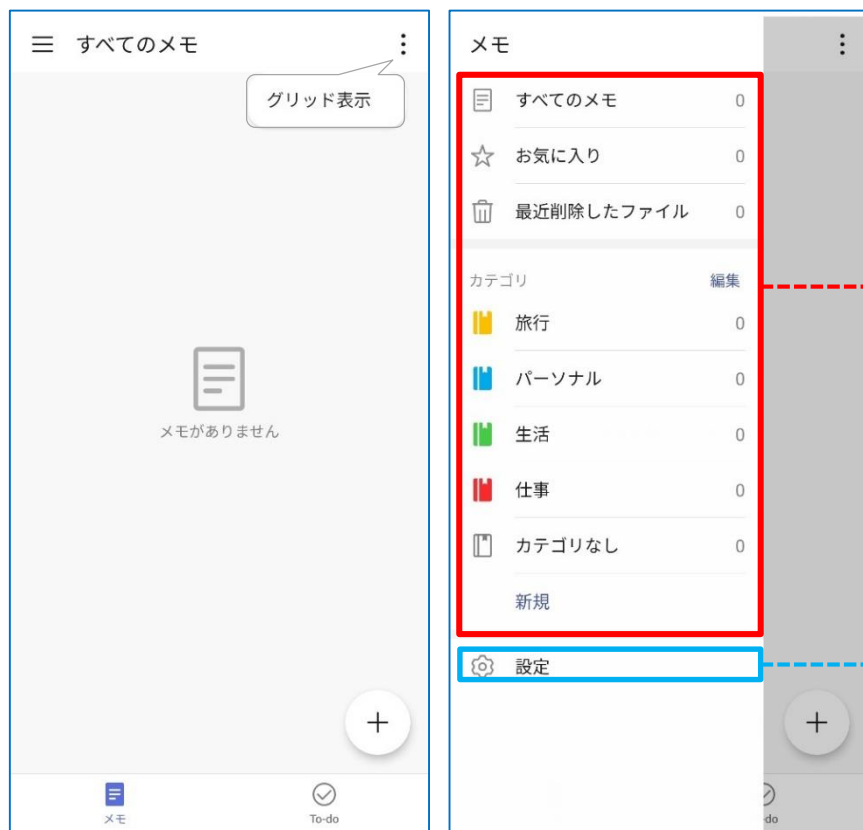 すべてのメモ
グリッド表示
メモがありません
メモ
To-do
メモ
すべてのメモ 0
お気に入り 0
最近削除したファイル 0
カテゴリ 編集
旅行 0
パーソナル 0
生活 0
仕事 0
カテゴリなし 0
新規
設定
do